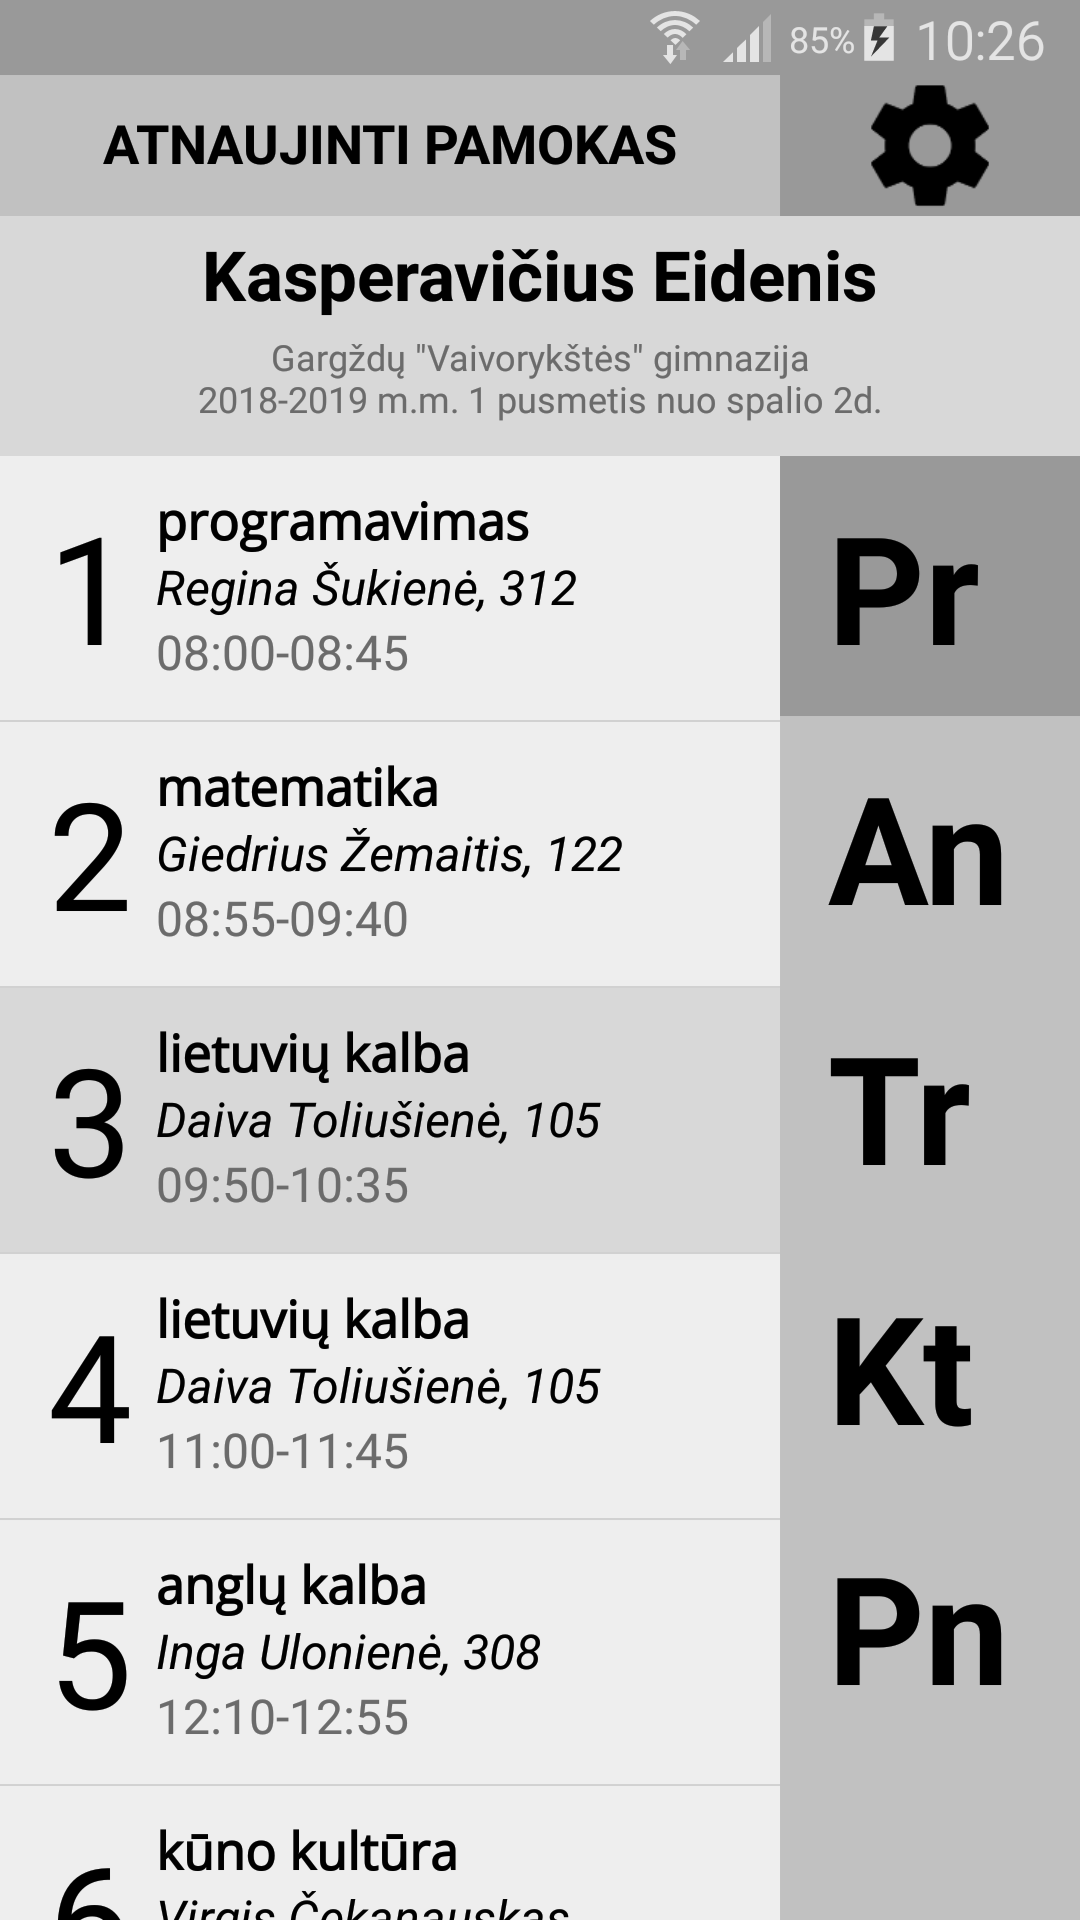 85% 10:26
ATNAUJINTI PAMOKAS
Kasperavičius Eidenis
Gargždų "Vaivorykštės" gimnazija
2018-2019 m.m. 1 pusmetis nuo spalio 2d.
1
programavimas
Regina Šukienė, 312
08:00-08:45
Pr
2
matematika
Giedrius Žemaitis, 122
08:55-09:40
An
3
lietuvių kalba
Daiva Toliušienė, 105
09:50-10:35
Tr
4
lietuvių kalba
Daiva Toliušienė, 105
11:00-11:45
Kt
5
anglų kalba
Inga Ulonienė, 308
12:10-12:55
Pn
6
kūno kultūra
Virgis Čekanauskas